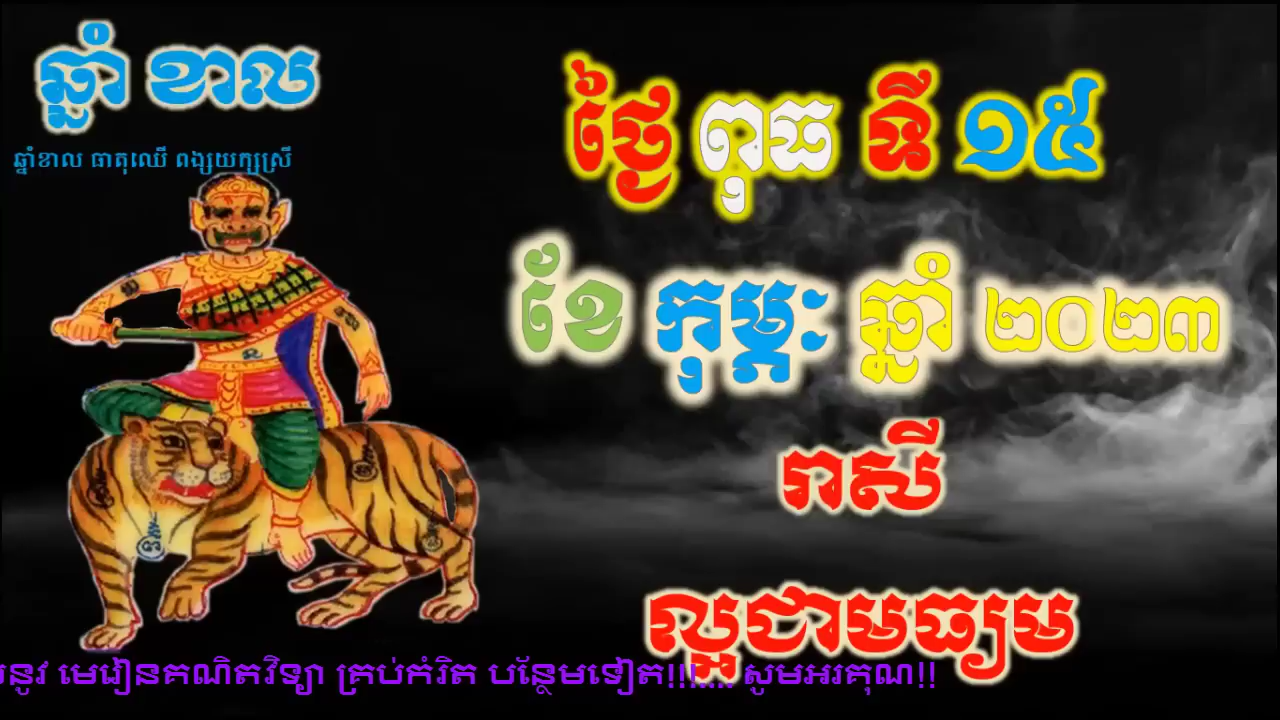 ឆ្នាំ ខាល
ឆ្នាំខាល ធាតុឈើ ពង្សយក្សស្រី
ថ្ងៃ ពុធ ទី ១៥
ខែ កុម្ភៈ ឆ្នាំ ២០២៣
រាសី
ល្អជាមធ្យម
នូវ មេរៀនគណិតវិទ្យា គ្រប់កំរិត បន្ថែមទៀត!!!.... សូមអរគុណ!!